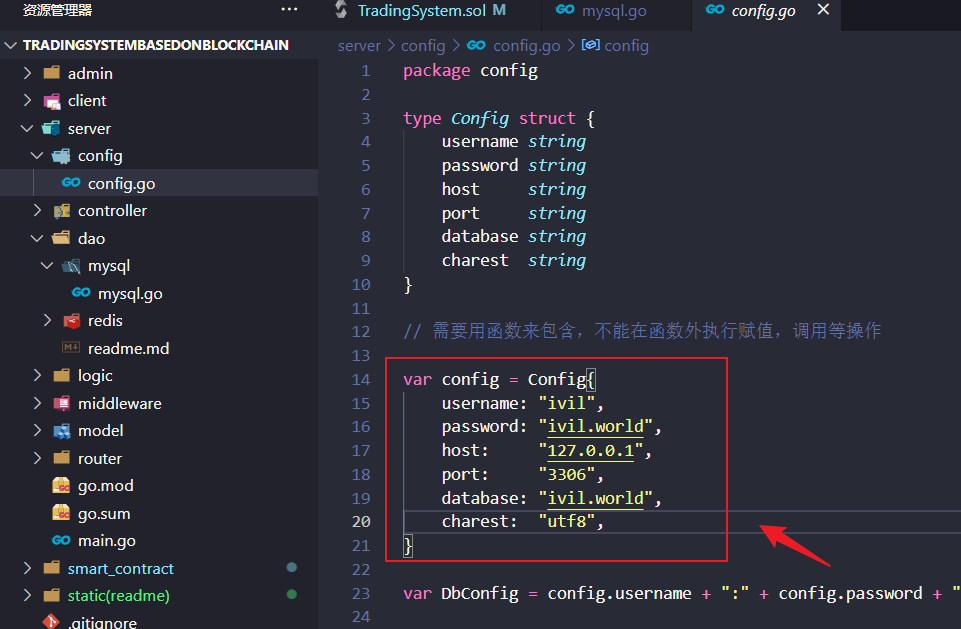 资源管理器 ···
TradingSystem.sol M
mysql.go
config.go
TRADINGSYSTEMBASEDONBLOCKCHAIN
admin
client
server
config
config.go
controller
dao
mysql
mysql.go
redis
readme.md
logic
middleware
model
router
go.mod
go.sum
main.go
smart_contract
static(readme)
.gitignore
server > config > config.go > config
1 package config
2
3 type Config struct {
4 username string
5 password string
6 host string
7 port string
8 database string
9 charest string
10 }
11
12 // 需要用函数来包含，不能在函数外执行赋值，调用等操作
13
14 var config = Config{
15 username: "ivil",
16 password: "ivil.world",
17 host: "127.0.0.1",
18 port: "3306",
19 database: "ivil.world",
20 charest: "utf8",
21 }
22
23 var DbConfig = config.username + ":" + config.password + "
24